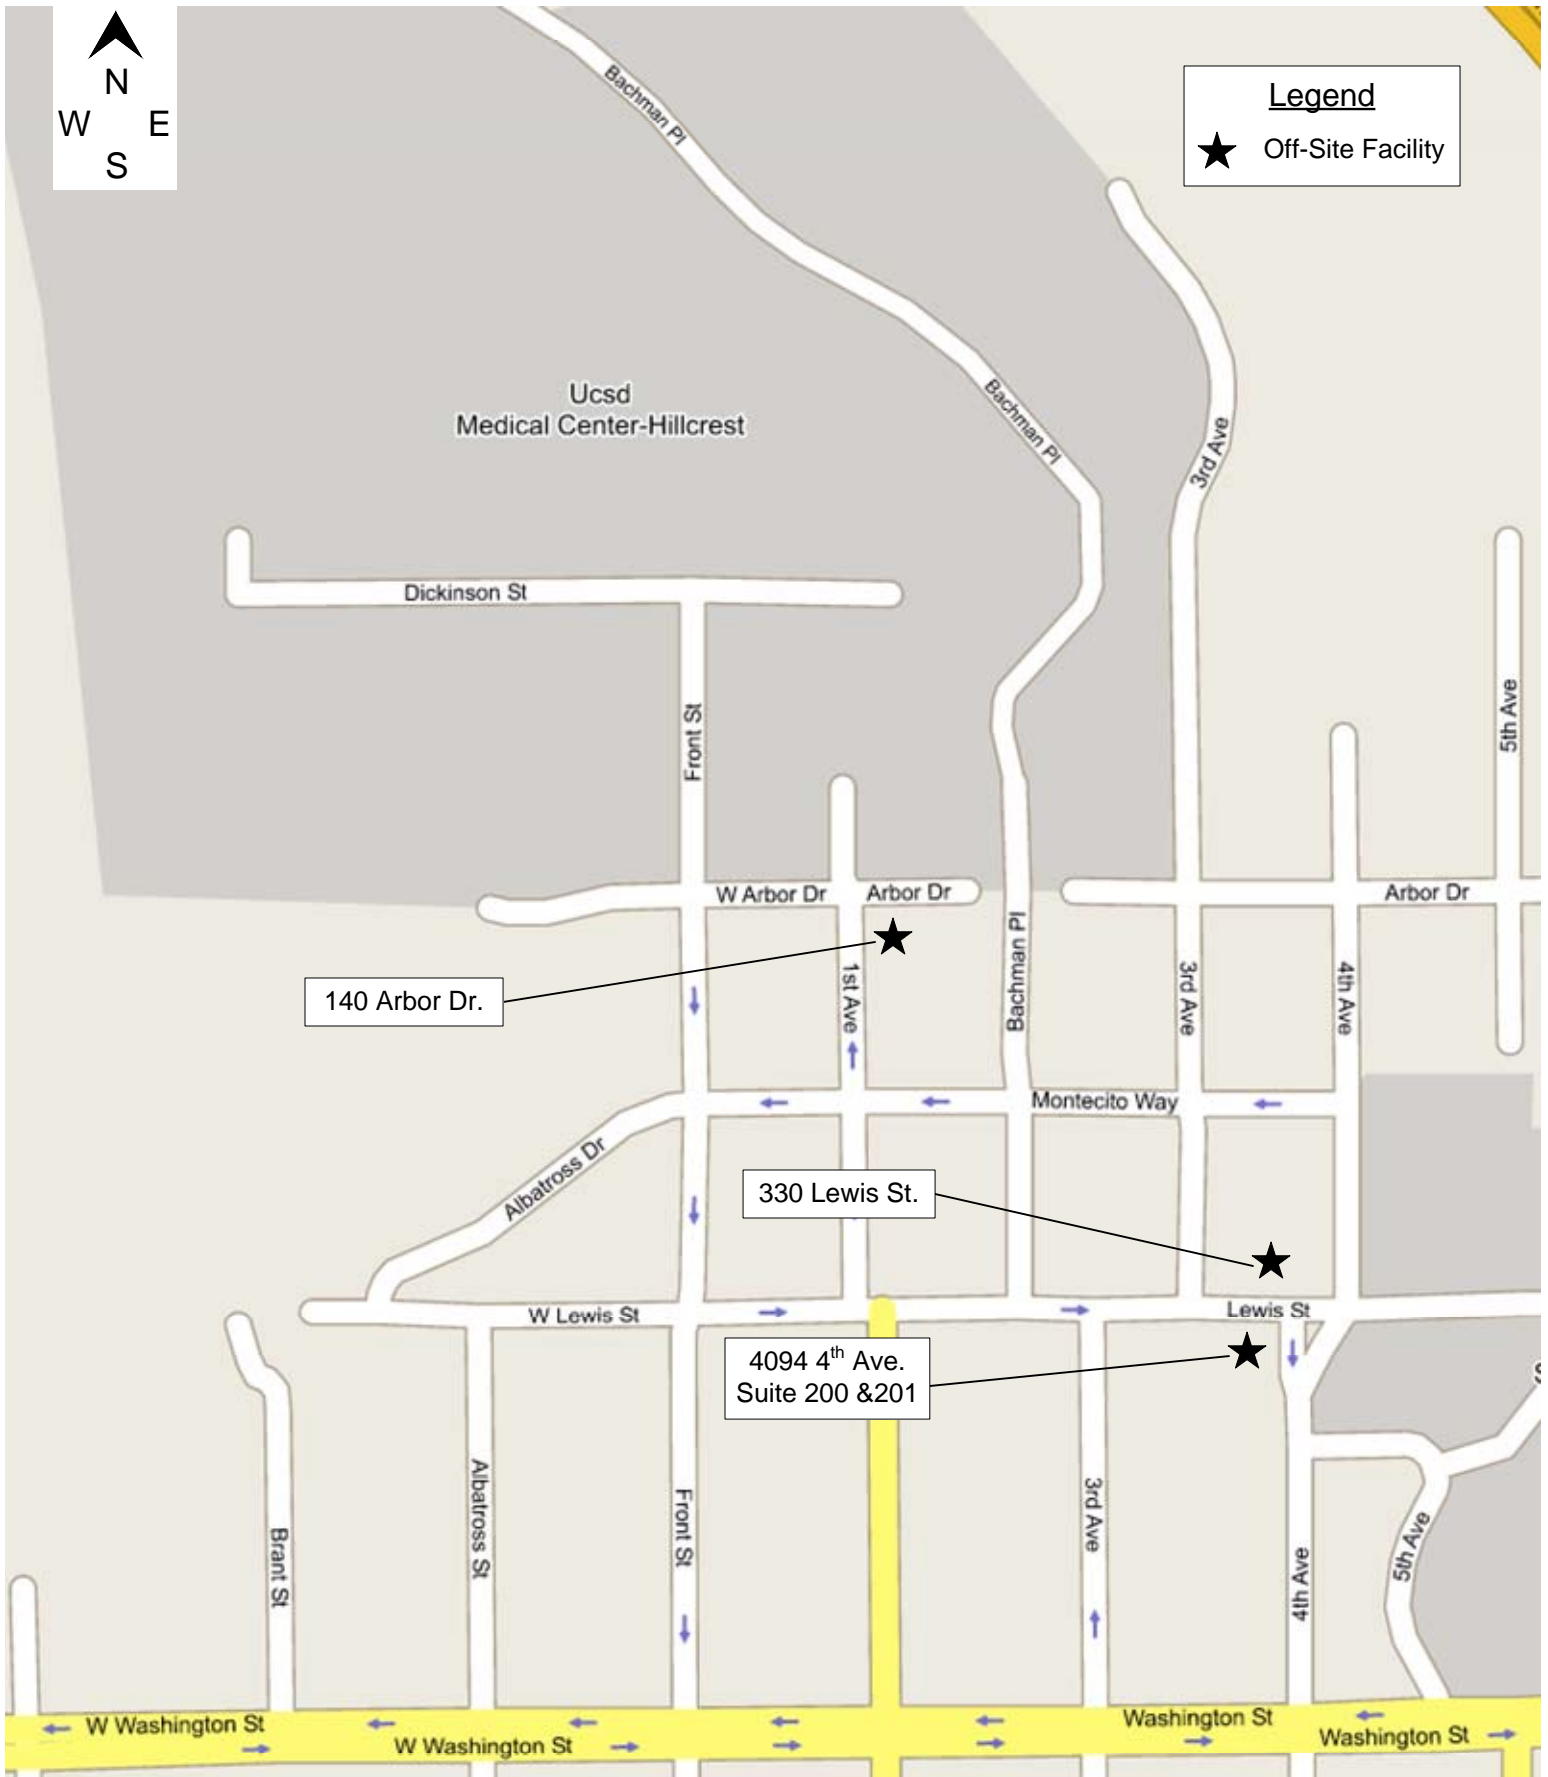 N
W E
S
Legend
Off-Site Facility
Bachman Pl
Ucsd
Medical Center-Hillcrest
Bachman Pl
3rd Ave
Dickinson St
Front St
5th Ave
W Arbor Dr
Arbor Dr
Arbor Dr
140 Arbor Dr.
1st Ave
Bachman Pl
3rd Ave
4th Ave
Montecito Way
Albatross Dr
330 Lewis St.
W Lewis St
Lewis St
4094 4th Ave.
Suite 200 &201
S
Brant St
Albatross St
Front St
3rd Ave
4th Ave
5th Ave
W Washington St
W Washington St
Washington St
Washington St